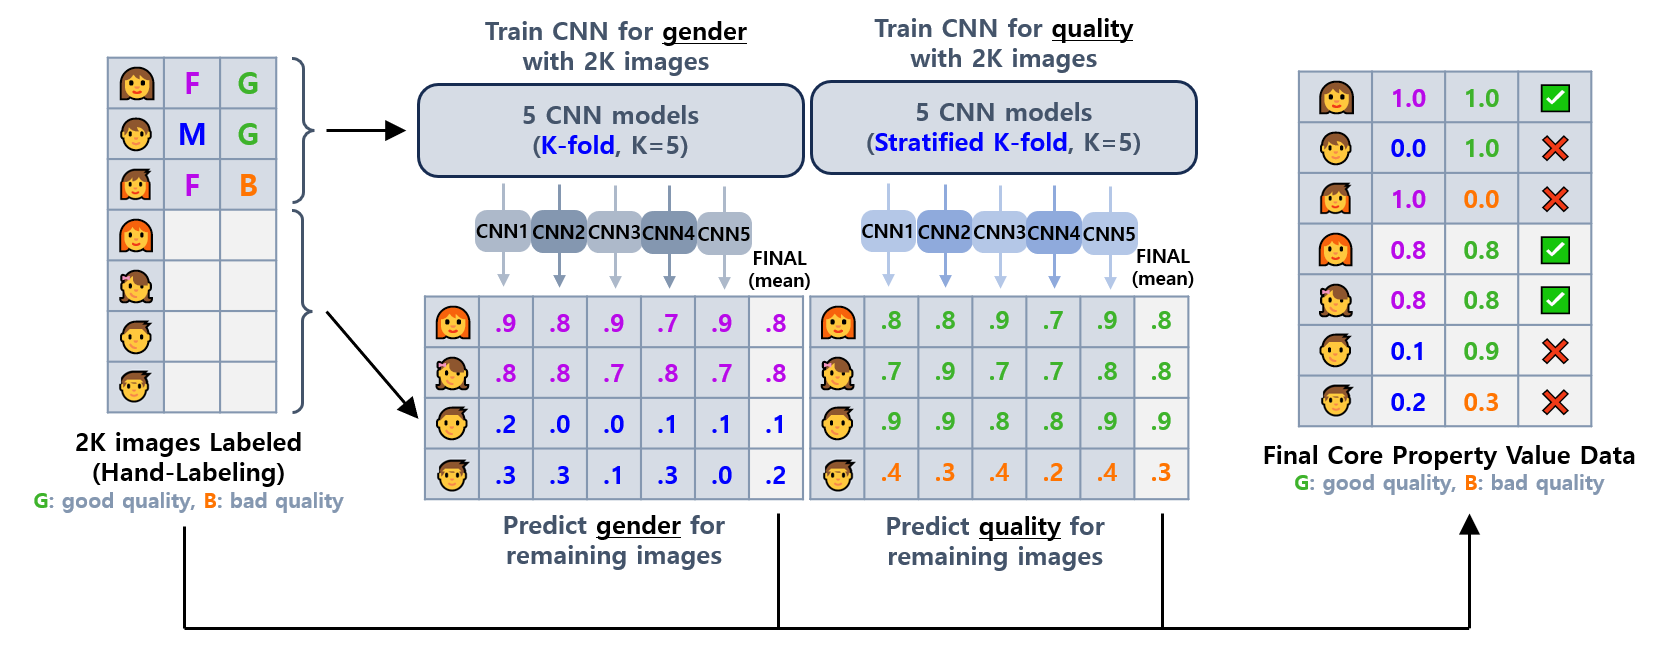 F G
M G
F B
2K images Labeled
(Hand-Labeling)
G: good quality, B: bad quality
Train CNN for gender
with 2K images
5 CNN models
(K-fold, K=5)
CNN1 CNN2 CNN3 CNN4 CNN5
FINAL
(mean)
.9 .8 .9 .7 .9 .8
.8 .8 .7 .8 .7 .8
.2 .0 .0 .1 .1 .1
.3 .3 .1 .3 .0 .2
Predict gender for
remaining images
Train CNN for quality
with 2K images
5 CNN models
(Stratified K-fold, K=5)
CNN1 CNN2 CNN3 CNN4 CNN5
FINAL
(mean)
.8 .8 .9 .7 .9 .8
.7 .9 .7 .7 .8 .8
.9 .9 .8 .8 .9 .9
.4 .3 .4 .2 .4 .3
Predict quality for
remaining images
1.0 1.0
0.0 1.0
1.0 0.0
0.8 0.8
0.8 0.8
0.1 0.9
0.2 0.3
Final Core Property Value Data
G: good quality, B: bad quality